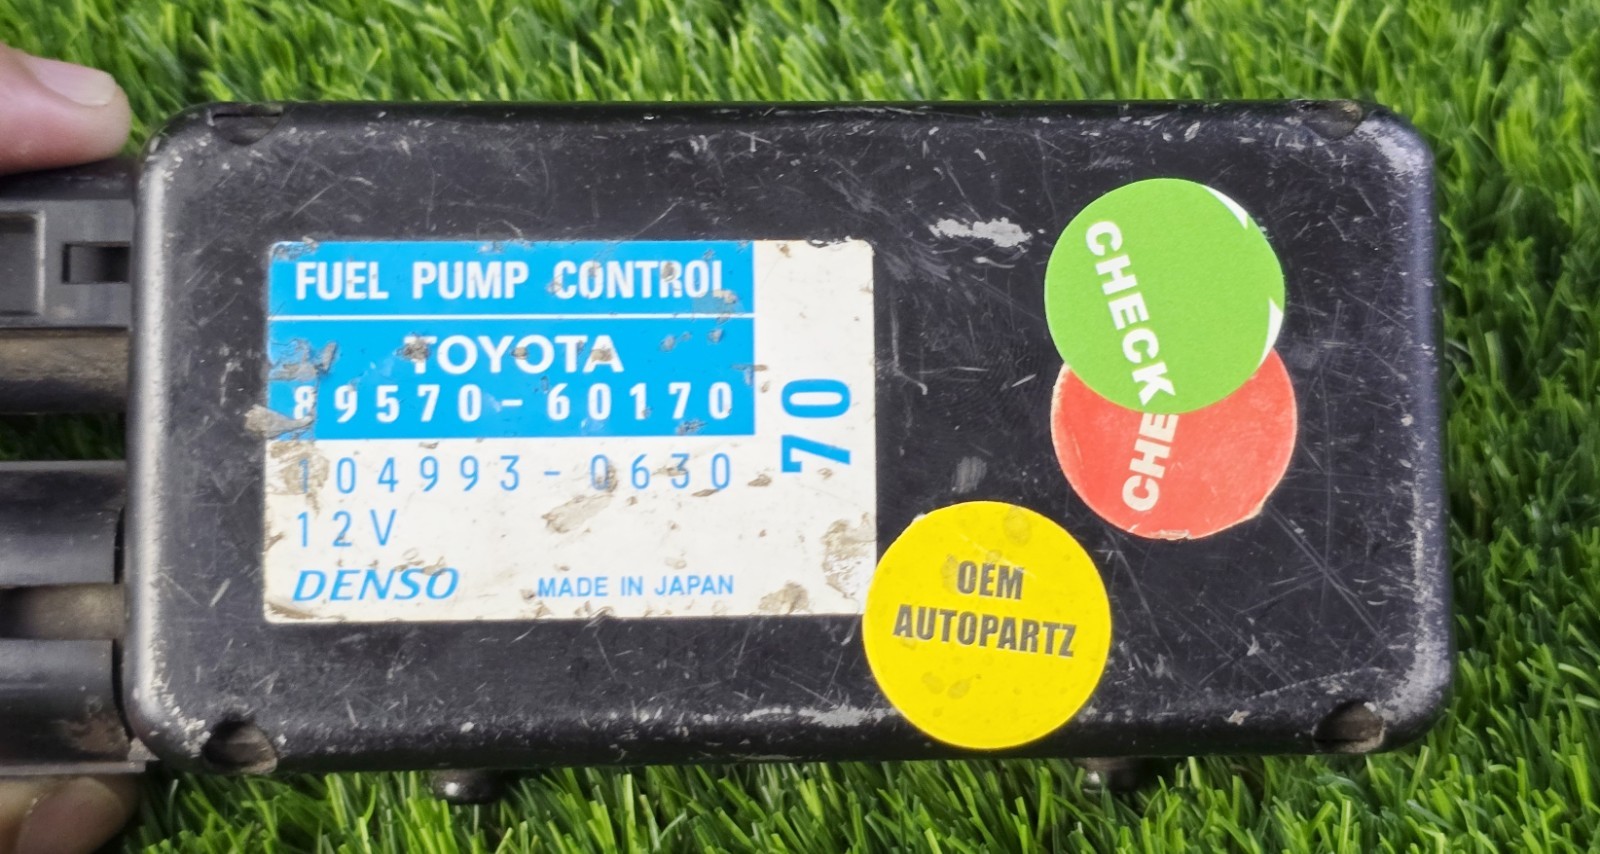 FUEL PUMP CONTROL
TOYOTA
89570-60170
104993-0630
12V
DENSO MADE IN JAPAN
70
CHECK
CHE
OEM
AUTOPARTZ